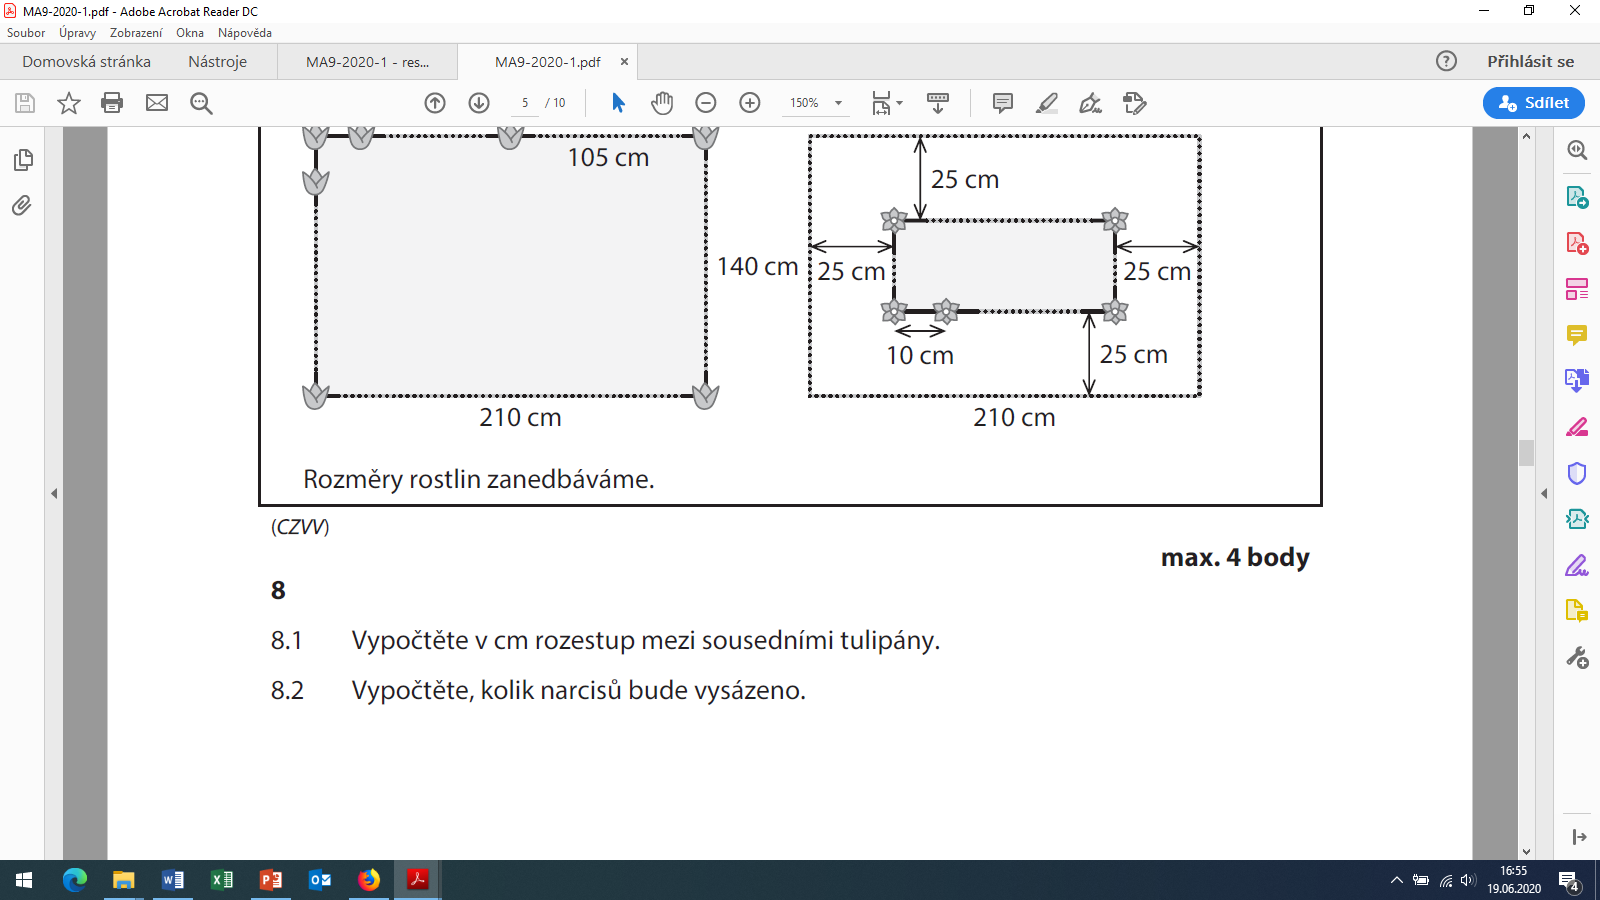 MA9-2020-1.pdf - Adobe Acrobat Reader DC
Soubor Úpravy Zobrazení Okna Nápověda
Domovská stránka Nástroje MA9-2020-1 - res... MA9-2020-1.pdf × Přihlásit se
5 / 10 150% Sdílet
105 cm
25 cm
140 cm
25 cm
25 cm
10 cm
25 cm
210 cm
210 cm
Rozměry rostlin zanedbáváme.
(CZVV)
max. 4 body
8
8.1 Vypočtěte v cm rozestup mezi sousedními tulipány.
8.2 Vypočtěte, kolik narcisů bude vysázeno.
16:55
19.06.2020
4